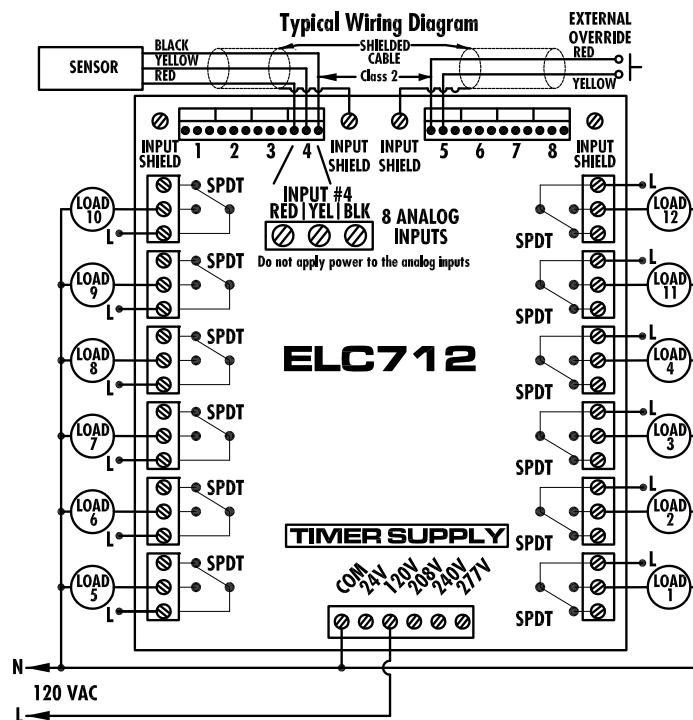 Typical Wiring Diagram
EXTERNAL
OVERRIDE
SENSOR
BLACK
YELLOW
RED
SHIELDED
CABLE
Class 2
RED
YELLOW
INPUT
SHIELD
1 2 3 4
INPUT
SHIELD
INPUT
SHIELD
5 6 7 8
INPUT
SHIELD
INPUT #4
RED | YEL | BLK
8 ANALOG
INPUTS
Do not apply power to the analog inputs
LOAD
10
L
SPDT
LOAD
9
L
SPDT
LOAD
8
L
SPDT
LOAD
7
L
SPDT
LOAD
6
L
SPDT
LOAD
5
L
SPDT
ELC712
SPDT
L
LOAD
12
SPDT
L
LOAD
11
SPDT
L
LOAD
4
SPDT
L
LOAD
3
SPDT
L
LOAD
2
SPDT
L
LOAD
1
TIMER SUPPLY
COM 24V 120V 208V 240V 277V
N
120 VAC
L